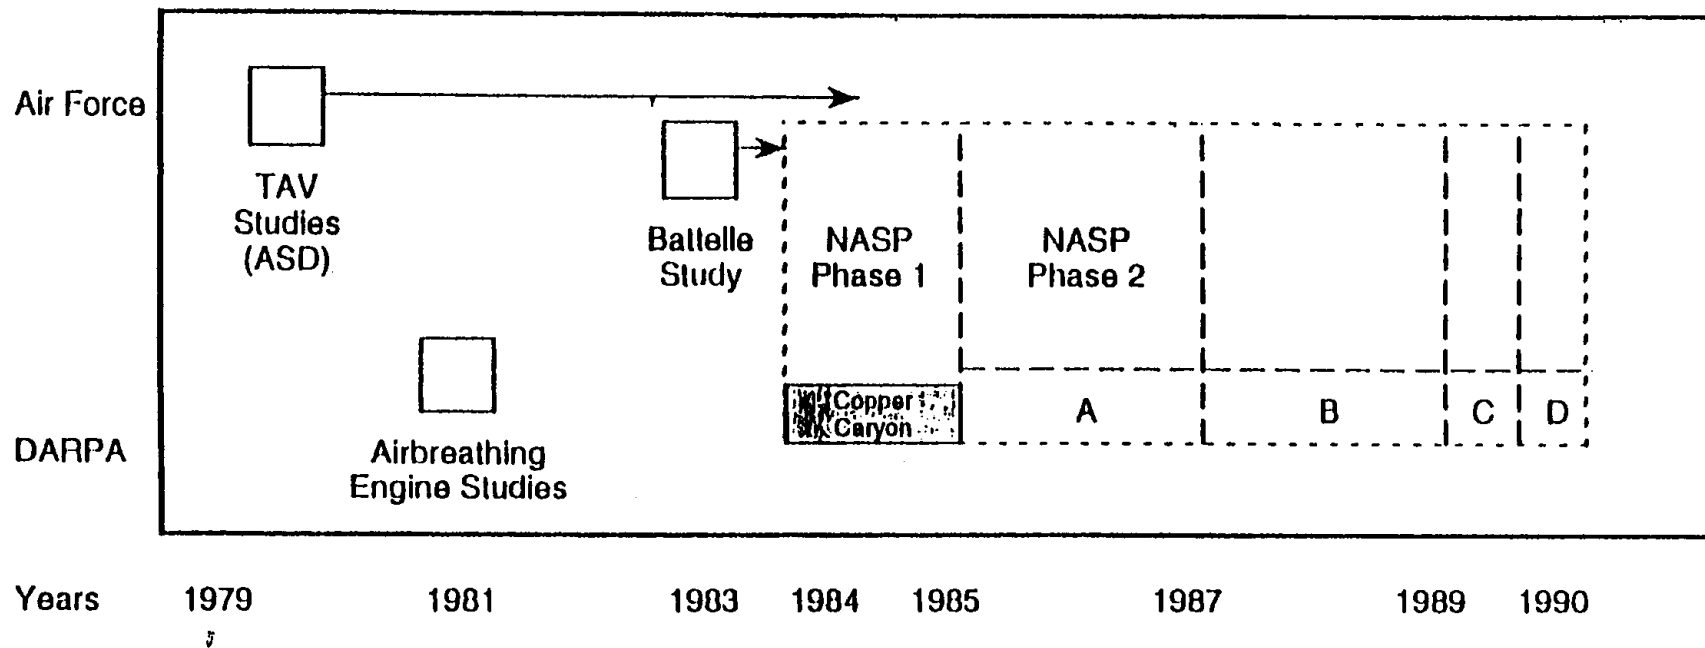 Air Force
TAV
Studies
(ASD)
Battelle
Study
NASP
Phase 1
NASP
Phase 2
Copper
Caryon
A
B
C
D
DARPA
Airbreathing
Engine Studies
Years 1979 1981 1983 1984 1985 1987 1989 1990